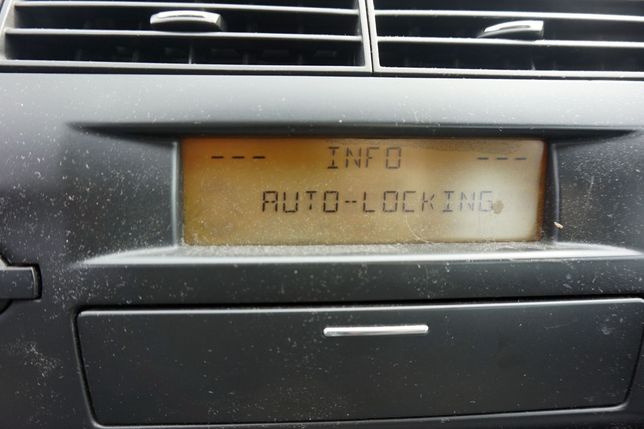 --- INFO ---
AUTO-LOCKING